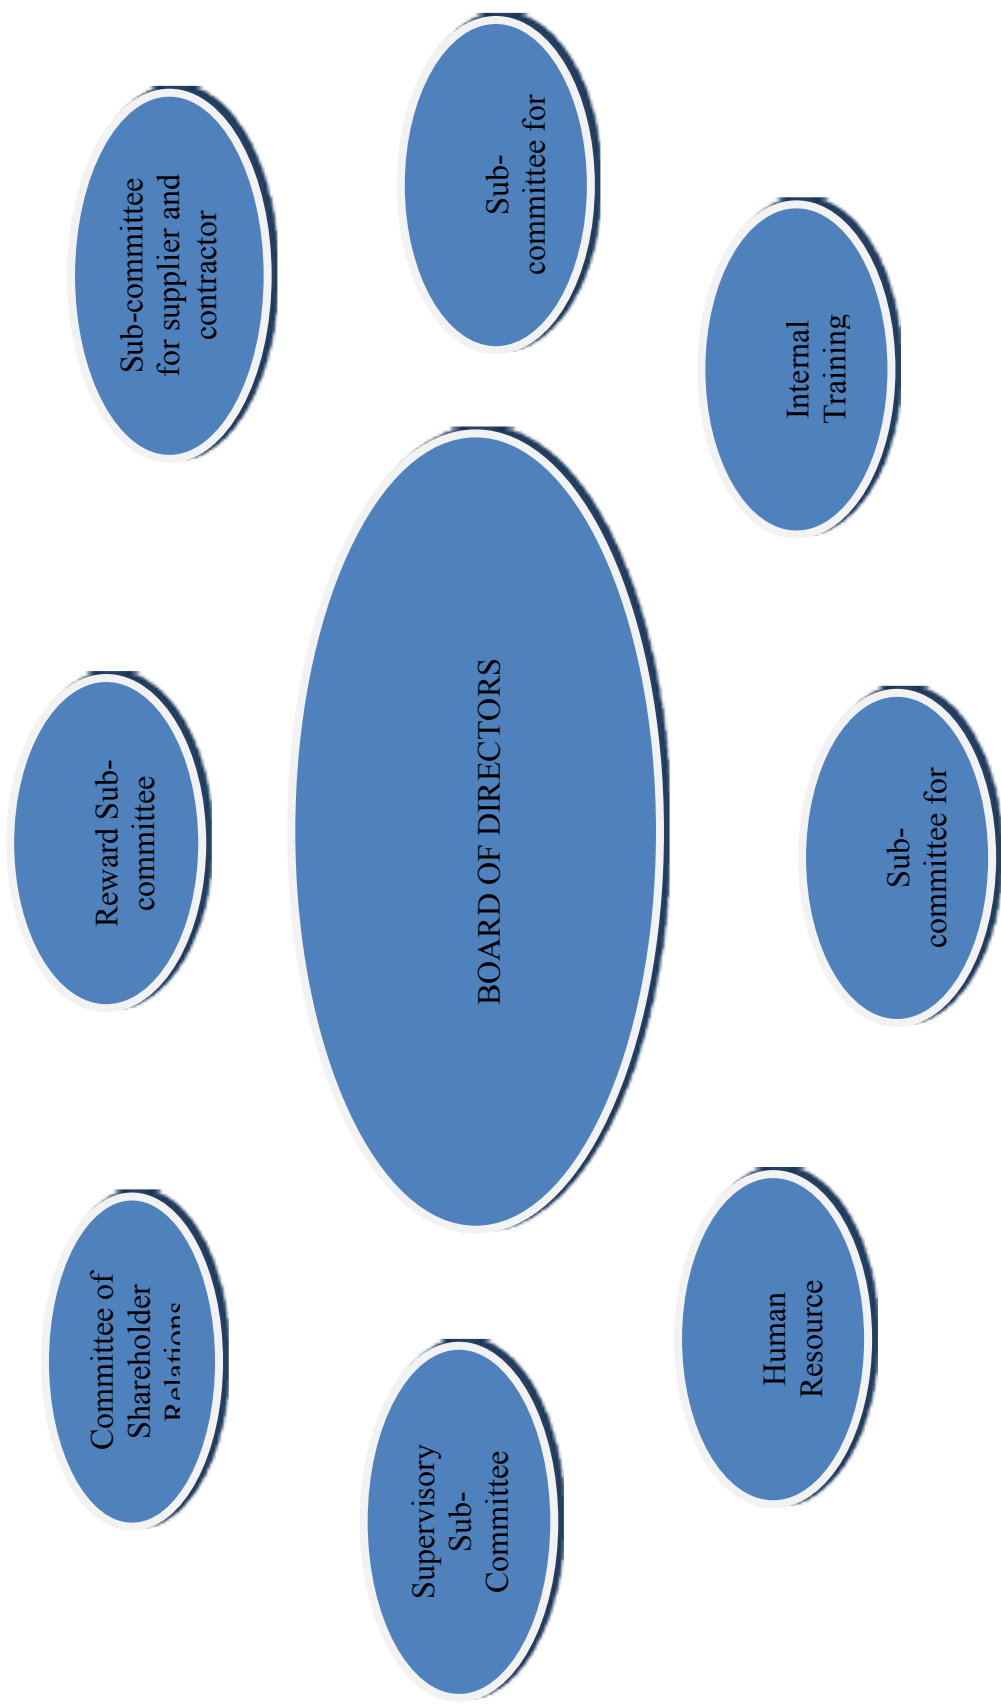 Committee of
Shareholder
Relations
Reward Sub-
committee
Sub-committee
for supplier and
contractor
Supervisory
Sub-
Committee
BOARD OF DIRECTORS
Sub-
committee for
Human
Resource
Sub-
committee for
Internal
Training